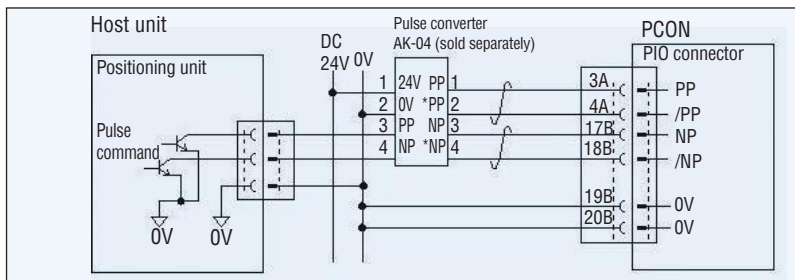 Host unit
Positioning unit
Pulse
command
0V
0V
DC
24V 0V
Pulse converter
AK-04 (sold separately)
1 24V PP 1
2 0V *PP 2
3 PP NP 3
4 NP *NP 4
PCON
PIO connector
3A PP
4A /PP
17B NP
18B /NP
19B 0V
20B 0V